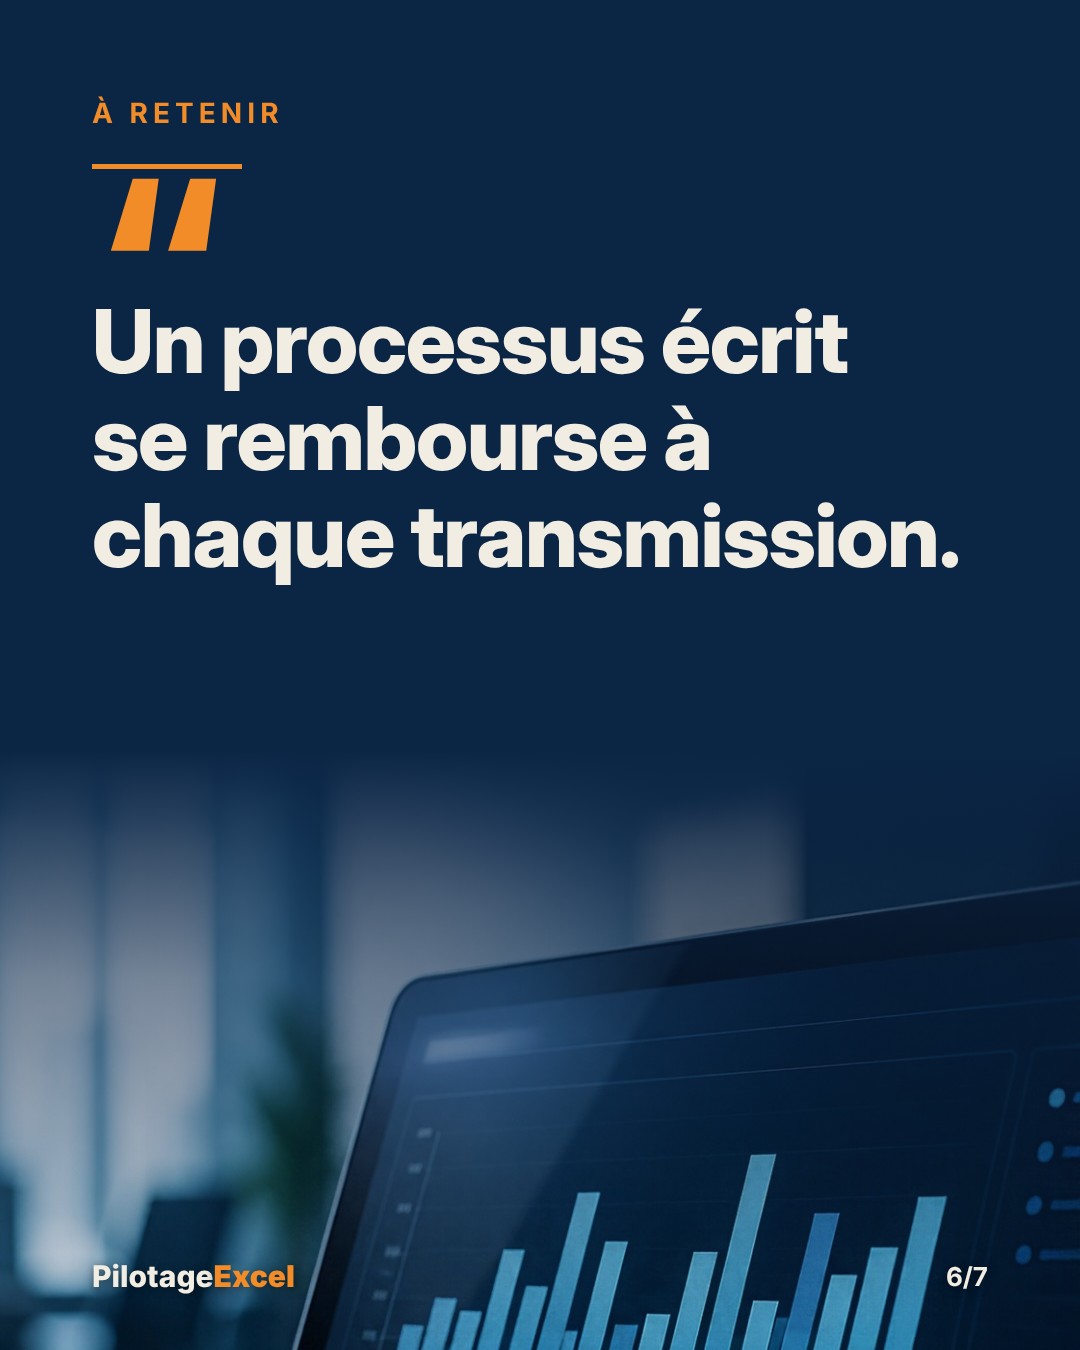 À RETENIR
"
Un processus écrit
se rembourse à
chaque transmission.
PilotageExcel
6/7